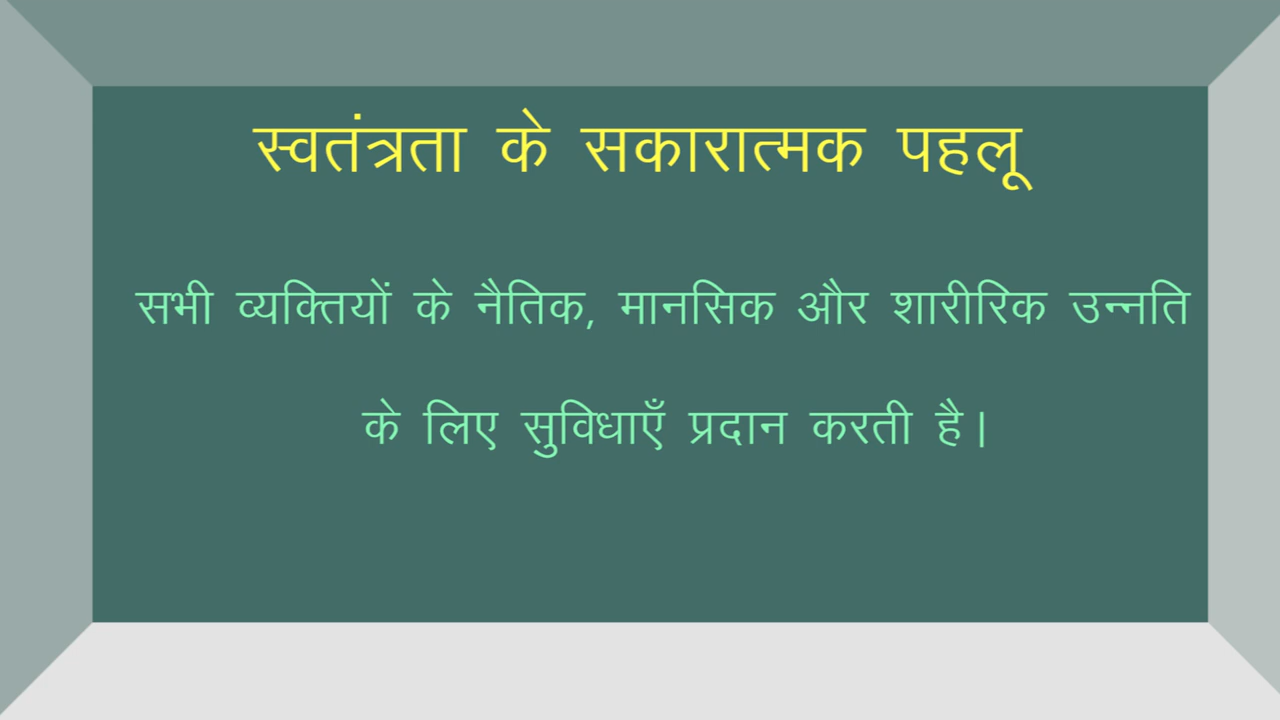 स्वतंत्रता के सकारात्मक पहलू
सभी व्यक्तियों के नैतिक, मानसिक और शारीरिक उन्नति
के लिए सुविधाएँ प्रदान करती है।